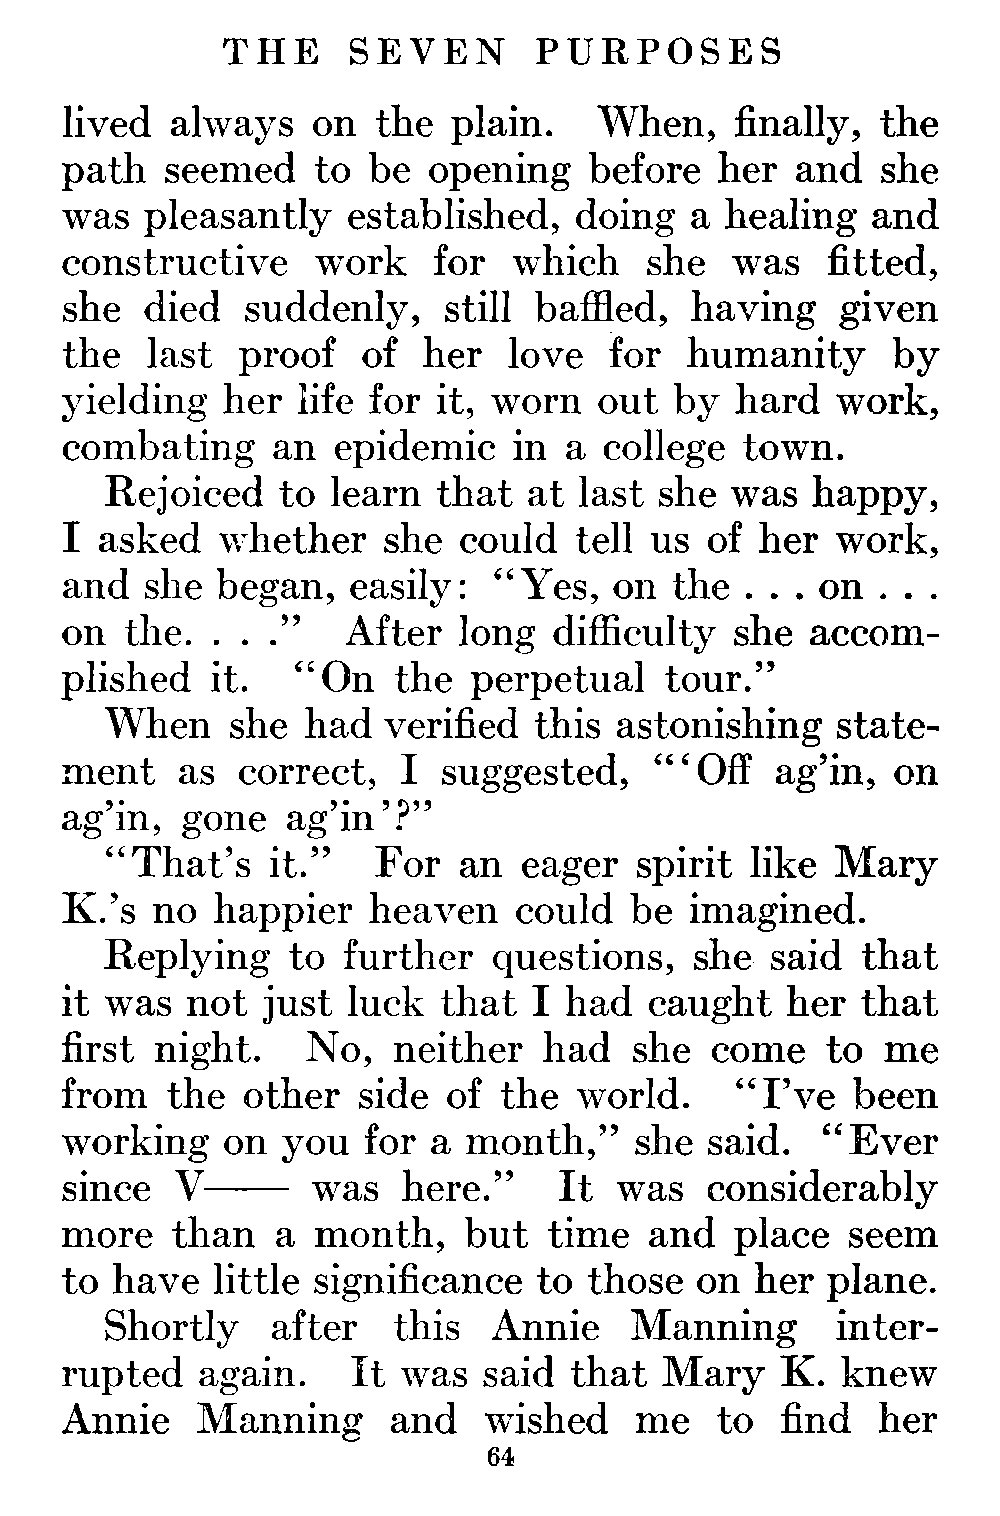 THE SEVEN PURPOSES
lived always on the plain. When, finally, the
path seemed to be opening before her and she
was pleasantly established, doing a healing and
constructive work for which she was fitted,
she died suddenly, still baffled, having given
the last proof of her love for humanity by
yielding her life for it, worn out by hard work,
combating an epidemic in a college town.
Rejoiced to learn that at last she was happy,
I asked whether she could tell us of her work,
and she began, easily: “Yes, on the . . . on . . .
on the. . . .” After long difficulty she accom-
plished it. “On the perpetual tour.”
When she had verified this astonishing state-
ment as correct, I suggested, “‘Off ag’in, on
ag’in, gone ag’in’?”
“That’s it.” For an eager spirit like Mary
K.’s no happier heaven could be imagined.
Replying to further questions, she said that
it was not just luck that I had caught her that
first night. No, neither had she come to me
from the other side of the world. “I’ve been
working on you for a month,” she said. “Ever
since V—— was here.” It was considerably
more than a month, but time and place seem
to have little significance to those on her plane.
Shortly after this Annie Manning inter-
rupted again. It was said that Mary K. knew
Annie Manning and wished me to find her
64